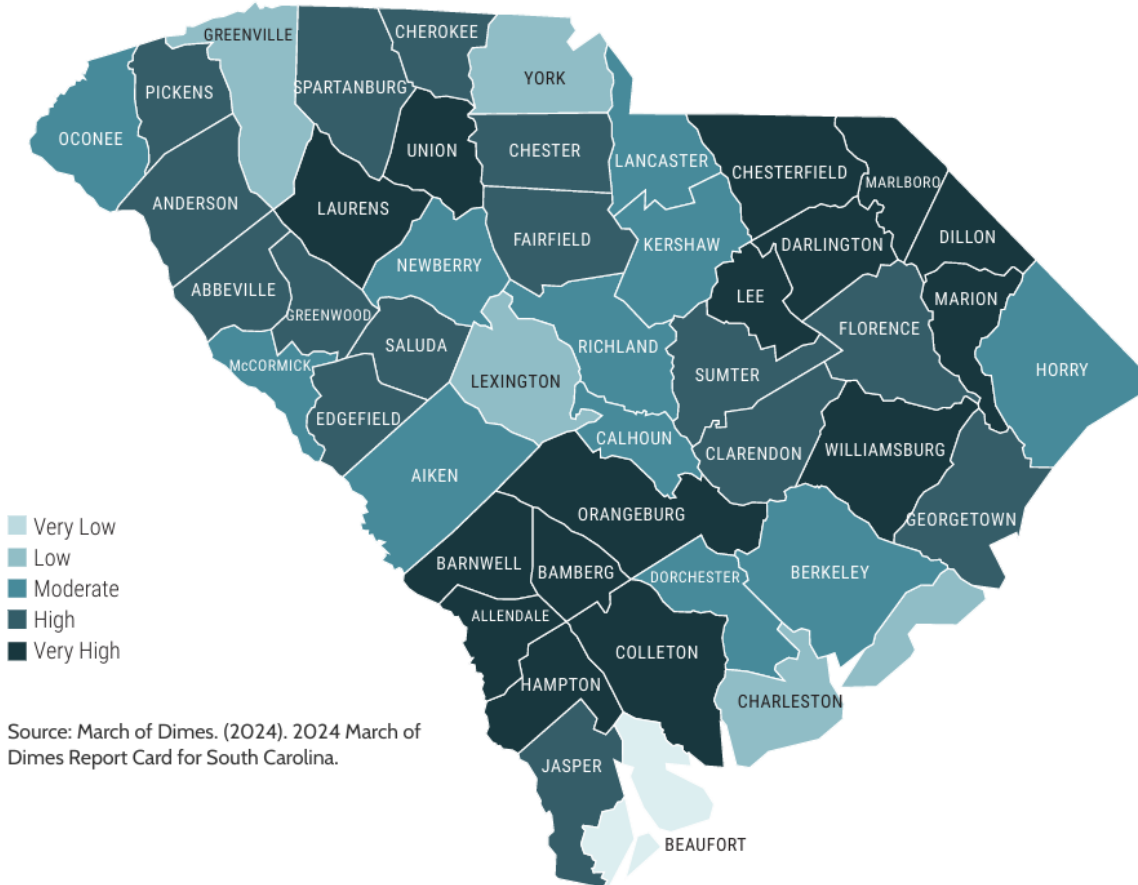 GREENVILLE
CHEROKEE
YORK
PICKENS
SPARTANBURG
OCONEE
UNION
CHESTER
LANCASTER
CHESTERFIELD
MARLBORO
ANDERSON
LAURENS
FAIRFIELD
KERSHAW
DARLINGTON
DILLON
NEWBERRY
ABBEVILLE
GREENWOOD
LEE
MARION
FLORENCE
SALUDA
RICHLAND
McCORMICK
LEXINGTON
SUMTER
HORRY
EDGEFIELD
CALHOUN
CLARENDON
WILLIAMSBURG
AIKEN
ORANGEBURG
GEORGETOWN
Very Low
Low
Moderate
High
Very High
BARNWELL
BAMBERG
DORCHESTER
BERKELEY
ALLENDALE
COLLETON
HAMPTON
CHARLESTON
Source: March of Dimes. (2024). 2024 March of
Dimes Report Card for South Carolina.
JASPER
BEAUFORT